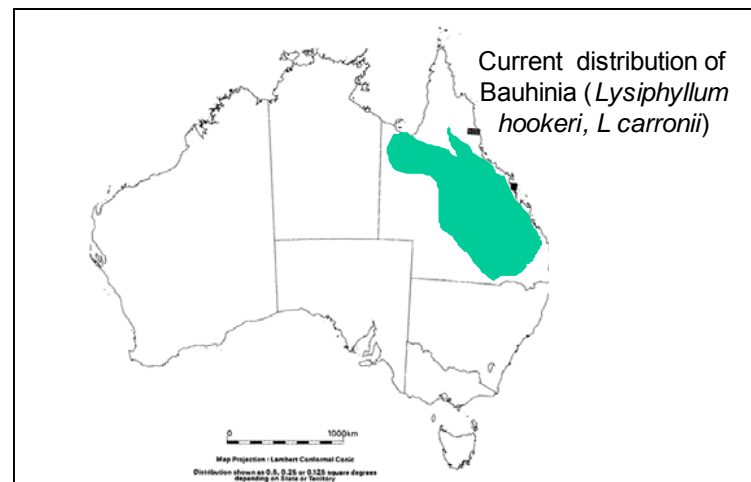 Current distribution of
Bauhinia (Lysiphyllum
hookeri, L carronii)
0 1000km
Map Projection : Lambert Conformal Conic
Distribution shown as 0.5, 0.25 or 0.125 square degrees
depending on State or Territory